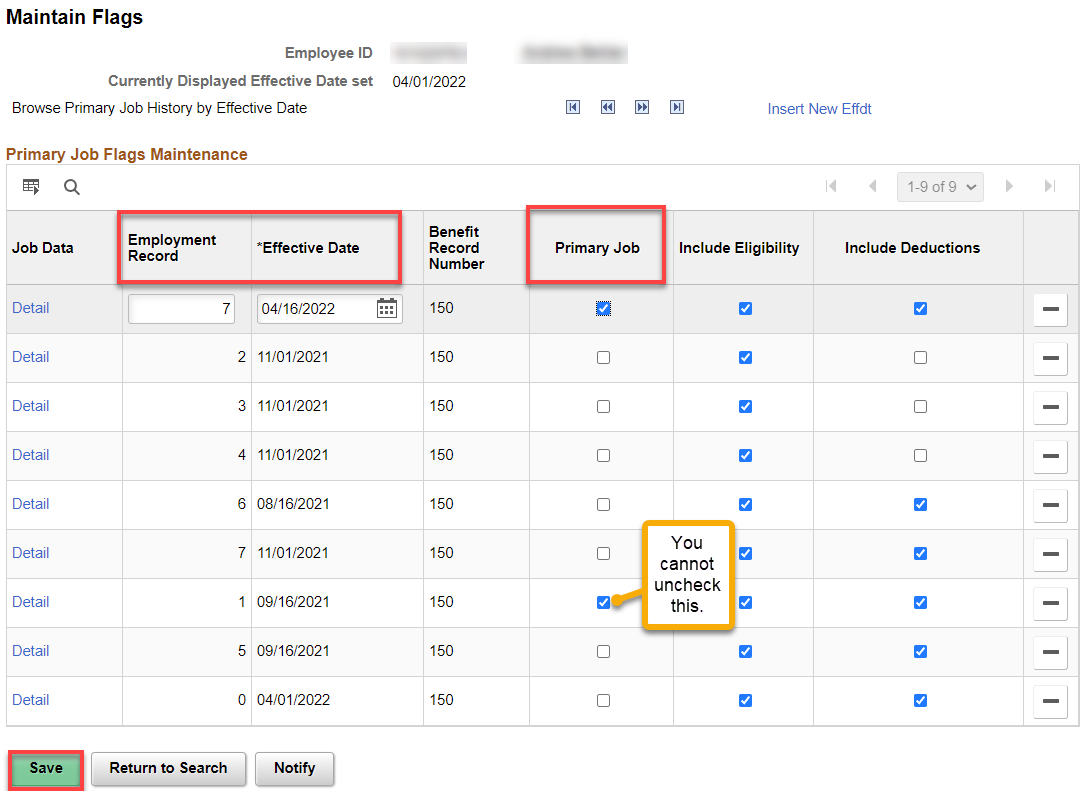 Maintain Flags
Employee ID
Currently Displayed Effective Date set 04/01/2022
Browse Primary Job History by Effective Date Insert New Effdt
Primary Job Flags Maintenance
1-9 of 9
Job Data Employment Record *Effective Date Benefit Record Number Primary Job Include Eligibility Include Deductions
Detail 7 04/16/2022 150
Detail 2 11/01/2021 150
Detail 3 11/01/2021 150
Detail 4 11/01/2021 150
Detail 6 08/16/2021 150
Detail 7 11/01/2021 150
You
cannot
uncheck
this.
Detail 1 09/16/2021 150
Detail 5 09/16/2021 150
Detail 0 04/01/2022 150
Save Return to Search Notify